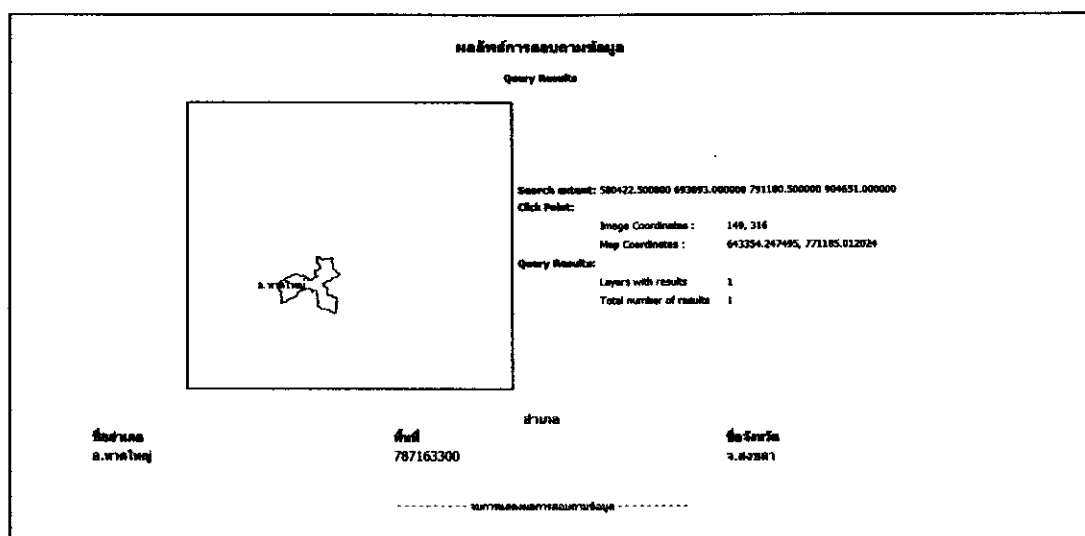 ผลลัพธ์การสอบถามข้อมูล
Query Results
อ.หาดใหญ่
Search extent: 580422.500000 693893.000000 791180.500000 904651.000000
Click Point:
Image Coordinates : 149, 316
Map Coordinates : 643354.247495, 771185.012024
Query Results:
Layers with results 1
Total number of results 1
อำเภอ
ชื่ออำเภอ พื้นที่ ชื่อจังหวัด
อ.หาดใหญ่ 787163300 จ.สงขลา
---------- จบการแสดงผลการสอบถามข้อมูล ----------